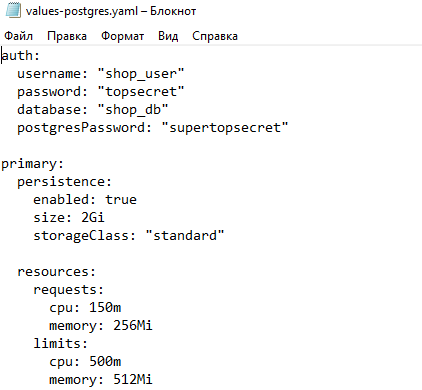 values-postgres.yaml – Блокнот
Файл Правка Формат Вид Справка
auth:
  username: "shop_user"
  password: "topsecret"
  database: "shop_db"
  postgresPassword: "supertopsecret"

primary:
  persistence:
    enabled: true
    size: 2Gi
    storageClass: "standard"

  resources:
    requests:
      cpu: 150m
      memory: 256Mi
    limits:
      cpu: 500m
      memory: 512Mi